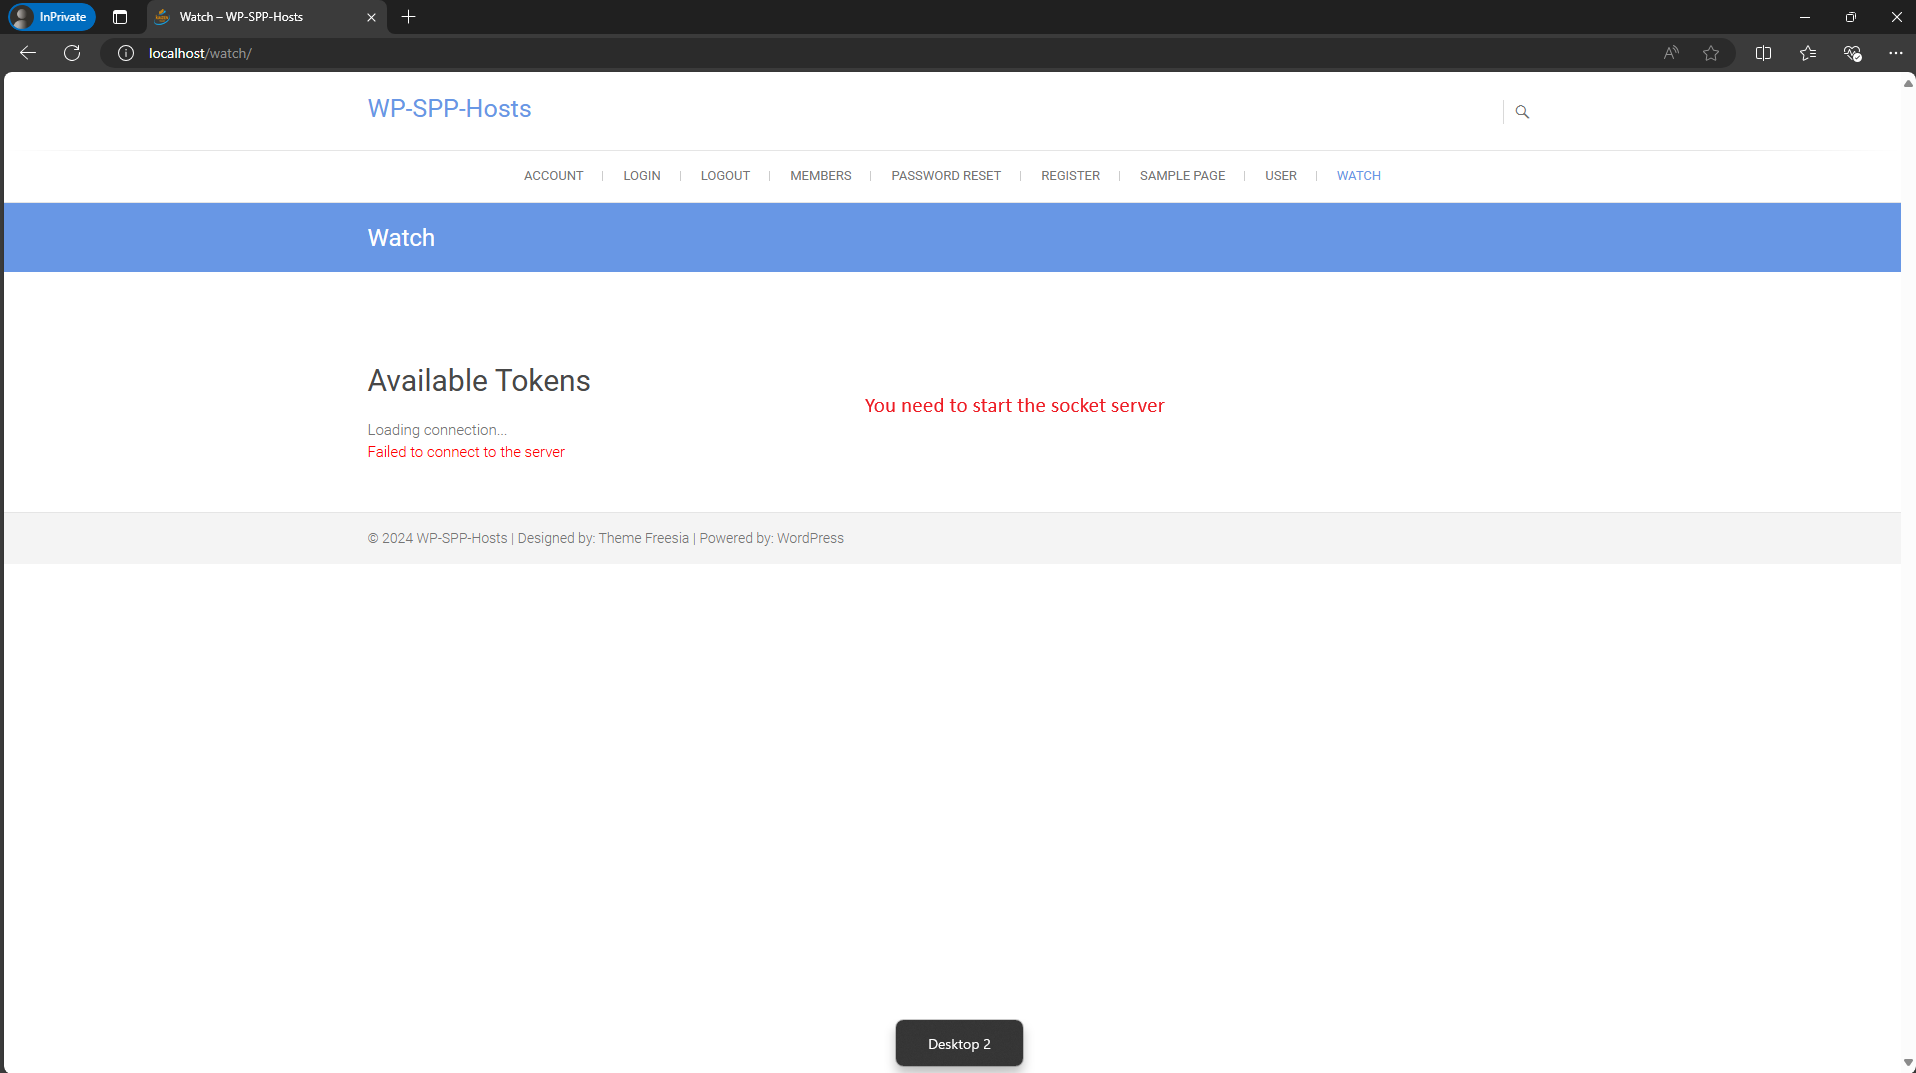 InPrivate
Watch – WP-SPP-Hosts
localhost/watch/
WP-SPP-Hosts
ACCOUNT
LOGIN
LOGOUT
MEMBERS
PASSWORD RESET
REGISTER
SAMPLE PAGE
USER
WATCH
Watch
Available Tokens
You need to start the socket server
Loading connection...
Failed to connect to the server
© 2024 WP-SPP-Hosts | Designed by: Theme Freesia | Powered by: WordPress
Desktop 2